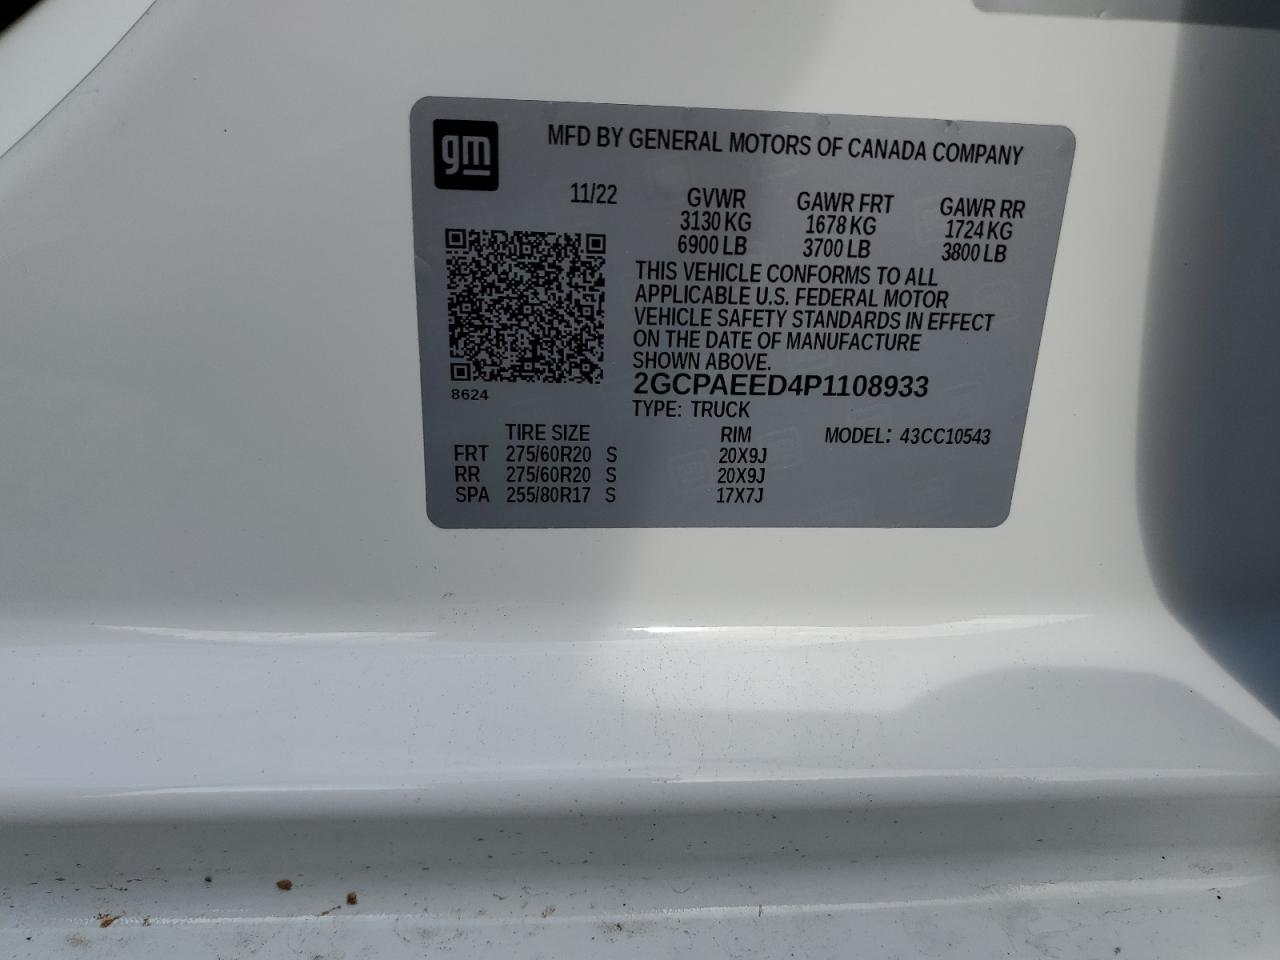 gm
MFD BY GENERAL MOTORS OF CANADA COMPANY
11/22 GVWR GAWR FRT GAWR RR
3130 KG 1678 KG 1724 KG
6900 LB 3700 LB 3800 LB
THIS VEHICLE CONFORMS TO ALL
APPLICABLE U.S. FEDERAL MOTOR
VEHICLE SAFETY STANDARDS IN EFFECT
ON THE DATE OF MANUFACTURE
SHOWN ABOVE.
2GCPAEED4P1108933
8624
TYPE: TRUCK
TIRE SIZE RIM MODEL: 43CC10543
FRT 275/60R20 S 20X9J
RR 275/60R20 S 20X9J
SPA 255/80R17 S 17X7J